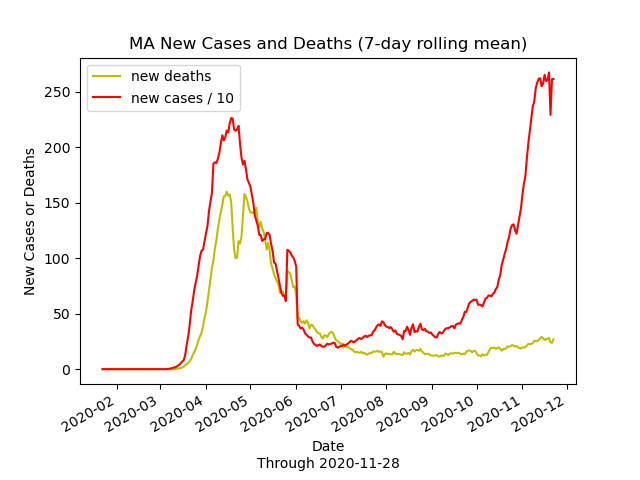 MA New Cases and Deaths (7-day rolling mean)
new deaths
new cases / 10
New Cases or Deaths
250
200
150
100
50
0
2020-02
2020-03
2020-04
2020-05
2020-06
2020-07
2020-08
2020-09
2020-10
2020-11
2020-12
Date
Through 2020-11-28